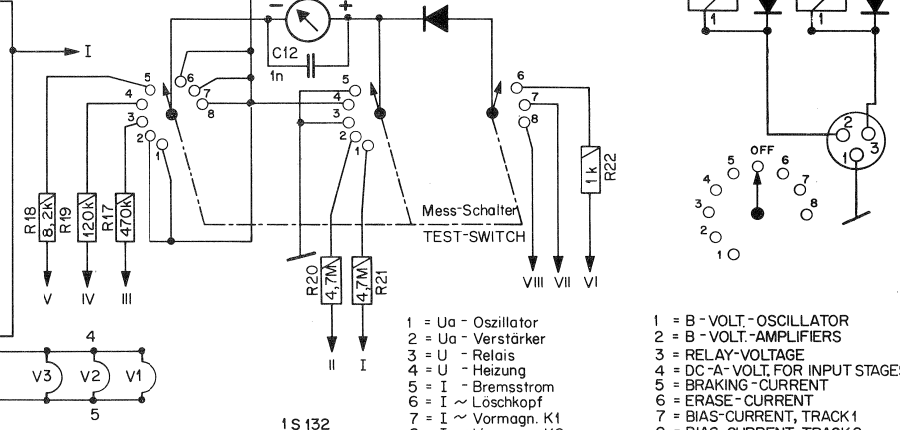 − +
C12
1n
I
5 6
4 7
3 8
2 1
5
4
3
2 1
6
7
8
1 1
2
3
1
OFF
5 6
4 7
3 8
2
1
R18 8.2k
R19 120k
R17 470k
R20 4,7M
R21 4,7M
R22 1k
Mess-Schalter
TEST-SWITCH
V IV III
VIII VII VI
II I
4
V3 V2 V1
5
1 S 132
1 = Ua - Oszillator
2 = Ua - Verstärker
3 = U - Relais
4 = U - Heizung
5 = I - Bremsstrom
6 = I ~ Löschkopf
7 = I ~ Vormagn. K1
1 = B - VOLT. - OSCILLATOR
2 = B - VOLT. - AMPLIFIERS
3 = RELAY-VOLTAGE
4 = DC-A-VOLT. FOR INPUT STAGES
5 = BRAKING-CURRENT
6 = ERASE-CURRENT
7 = BIAS-CURRENT, TRACK 1